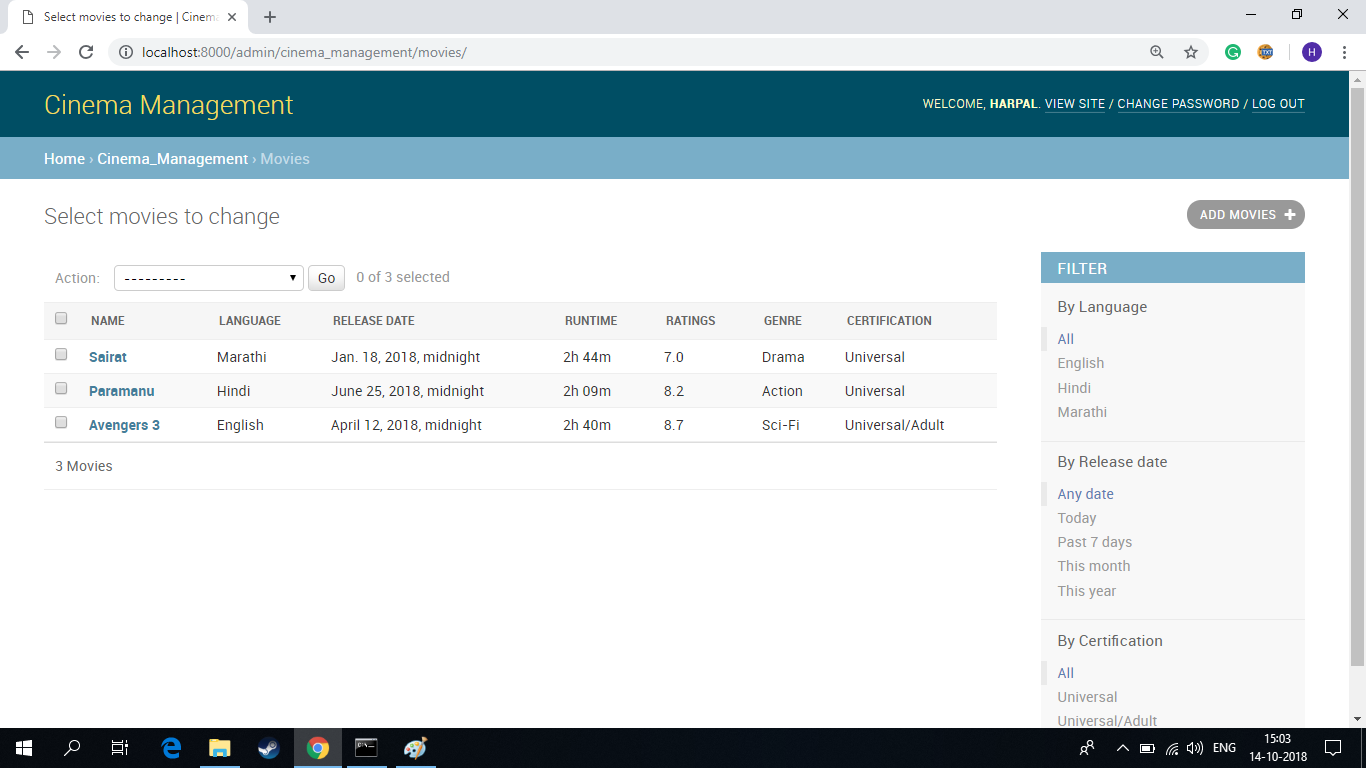 Select movies to change | Cinema
localhost:8000/admin/cinema_management/movies/
H
Cinema Management
WELCOME, HARPAL. VIEW SITE / CHANGE PASSWORD / LOG OUT
Home › Cinema_Management › Movies
Select movies to change
ADD MOVIES +
Action: --------- Go 0 of 3 selected
NAME LANGUAGE RELEASE DATE RUNTIME RATINGS GENRE CERTIFICATION
Sairat Marathi Jan. 18, 2018, midnight 2h 44m 7.0 Drama Universal
Paramanu Hindi June 25, 2018, midnight 2h 09m 8.2 Action Universal
Avengers 3 English April 12, 2018, midnight 2h 40m 8.7 Sci-Fi Universal/Adult
3 Movies
FILTER
By Language
All
English
Hindi
Marathi
By Release date
Any date
Today
Past 7 days
This month
This year
By Certification
All
Universal
Universal/Adult
ENG
15:03
14-10-2018